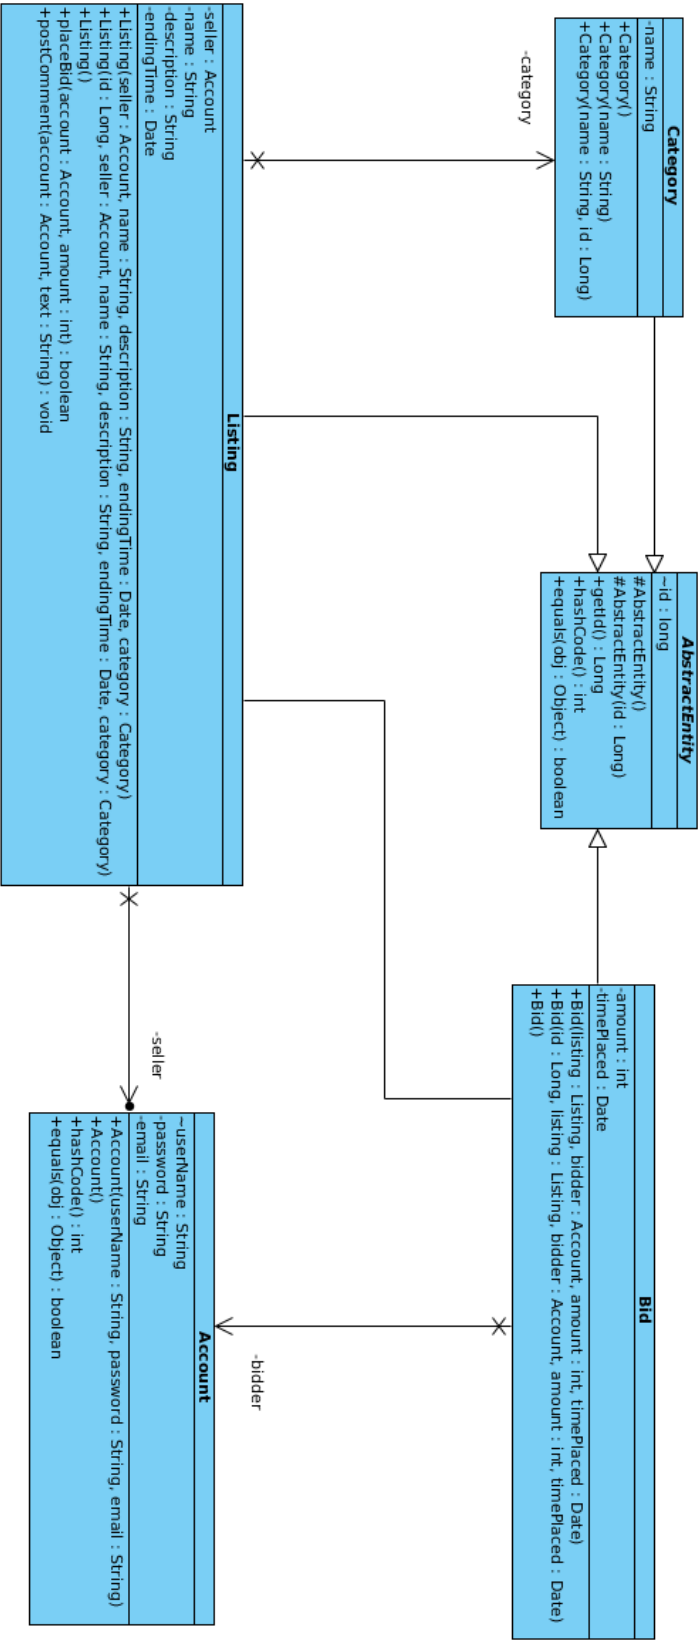 Category
-name : String
+Category()
+Category(name : String)
+Category(name : String, id : Long)
AbstractEntity
~id : long
#AbstractEntity()
#AbstractEntity(id : Long)
+getId() : Long
+hashCode() : int
+equals(obj : Object) : boolean
Bid
-amount : int
-timePlaced : Date
+Bid(listing : Listing, bidder : Account, amount : int, timePlaced : Date)
+Bid(id : Long, listing : Listing, bidder : Account, amount : int, timePlaced : Date)
+Bid()
-category
-bidder
Listing
-seller : Account
-name : String
-description : String
-endingTime : Date
+Listing(seller : Account, name : String, description : String, endingTime : Date, category : Category)
+Listing(id : Long, seller : Account, name : String, description : String, endingTime : Date, category : Category)
+Listing()
+placeBid(account : Account, amount : int) : boolean
+postComment(account : Account, text : String) : void
-seller
Account
~userName : String
-password : String
-email : String
+Account(userName : String, password : String, email : String)
+Account()
+hashCode() : int
+equals(obj : Object) : boolean